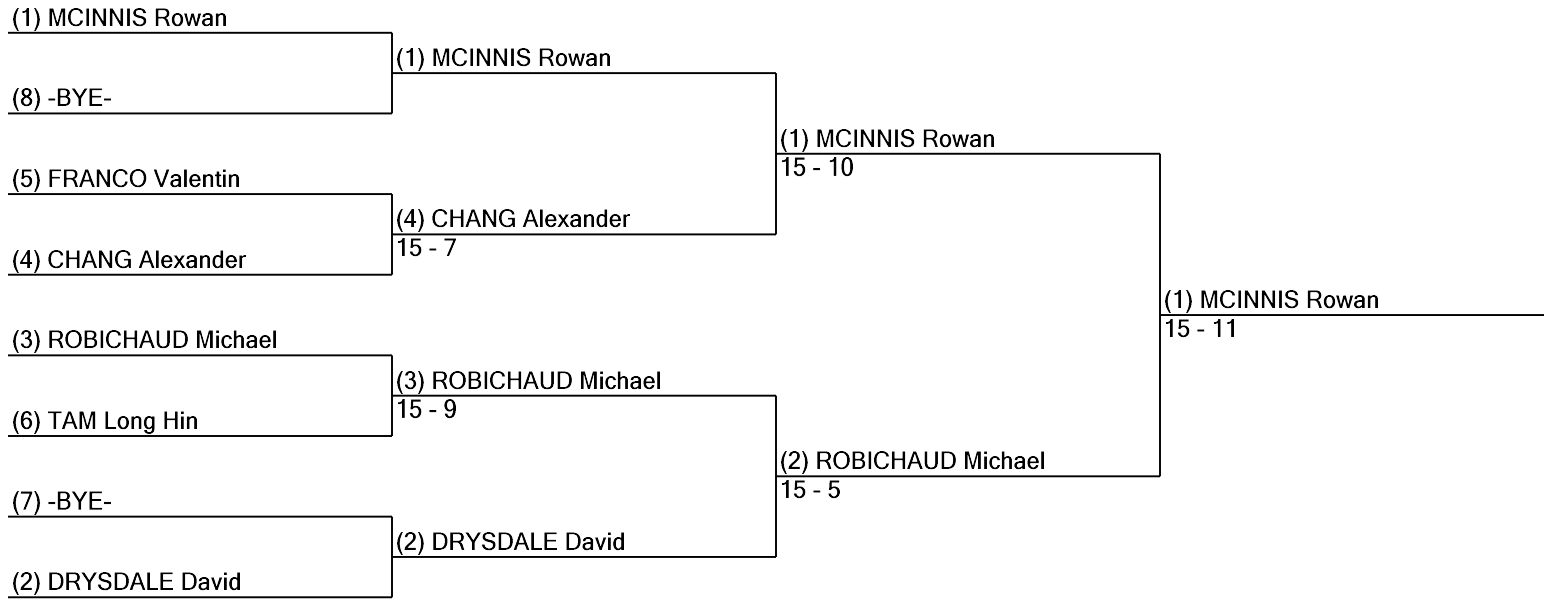 (1) MCINNIS Rowan
(8) -BYE-
(5) FRANCO Valentin
(4) CHANG Alexander
(3) ROBICHAUD Michael
(6) TAM Long Hin
(7) -BYE-
(2) DRYSDALE David
(1) MCINNIS Rowan
(4) CHANG Alexander
15 - 7
(3) ROBICHAUD Michael
15 - 9
(2) DRYSDALE David
(1) MCINNIS Rowan
15 - 10
(2) ROBICHAUD Michael
15 - 5
(1) MCINNIS Rowan
15 - 11